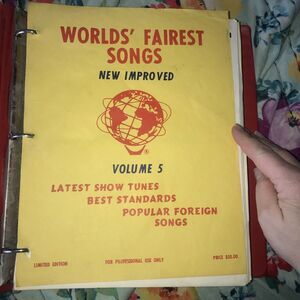 WORLDS' FAIREST
SONGS
NEW IMPROVED
®
VOLUME 5
LATEST SHOW TUNES
BEST STANDARDS
POPULAR FOREIGN
SONGS
LIMITED EDITION
FOR PROFESSIONAL USE ONLY
PRICE $35.00